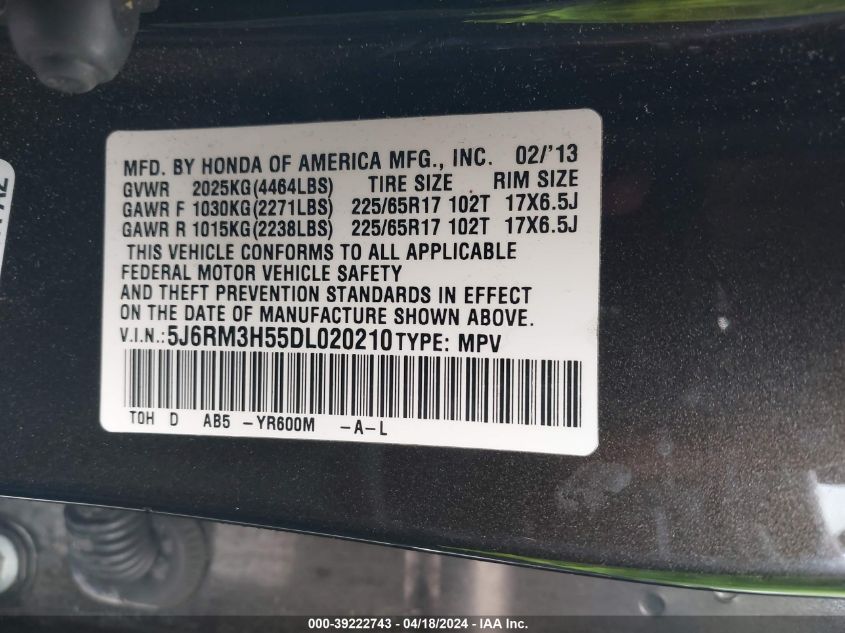 MFD. BY HONDA OF AMERICA MFG., INC. 02/'13
GVWR 2025KG(4464LBS) TIRE SIZE RIM SIZE
GAWR F 1030KG(2271LBS) 225/65R17 102T 17X6.5J
GAWR R 1015KG(2238LBS) 225/65R17 102T 17X6.5J
THIS VEHICLE CONFORMS TO ALL APPLICABLE
FEDERAL MOTOR VEHICLE SAFETY
AND THEFT PREVENTION STANDARDS IN EFFECT
ON THE DATE OF MANUFACTURE SHOWN ABOVE.
V.I.N.: 5J6RM3H55DL020210 TYPE: MPV
TOH D AB5 -YR600M -A-L
000-39222743 - 04/18/2024 - IAA Inc.